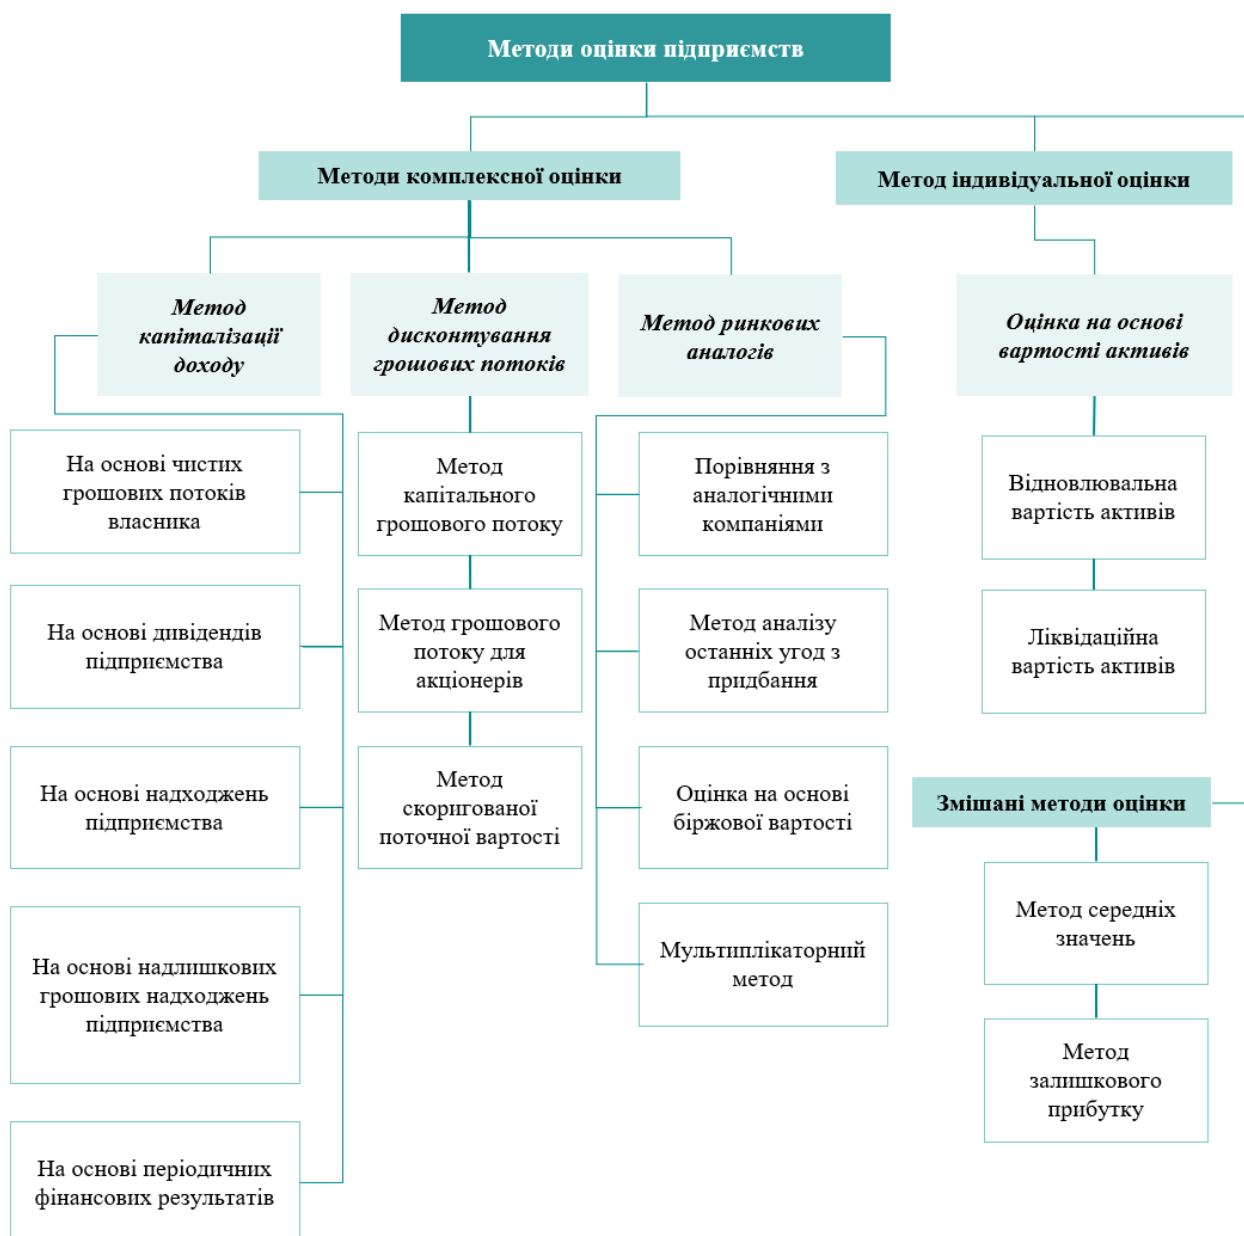 Методи оцінки підприємств
Методи комплексної оцінки
Метод індивідуальної оцінки
Метод
капіталізації
доходу
Метод
дисконтування
грошових потоків
Метод ринкових
аналогів
Оцінка на основі
вартості активів
На основі чистих
грошових потоків
власника
На основі дивідендів
підприємства
На основі надходжень
підприємства
На основі надлишкових
грошових надходжень
підприємства
На основі періодичних
фінансових результатів
Метод
капітального
грошового потоку
Метод грошового
потоку для
акціонерів
Метод
скоригованої
поточної вартості
Порівняння з
аналогічними
компаніями
Метод аналізу
останніх угод з
придбання
Оцінка на основі
біржової вартості
Мультиплікаторний
метод
Відновлювальна
вартість активів
Ліквідаційна
вартість активів
Змішані методи оцінки
Метод середніх
значень
Метод
залишкового
прибутку